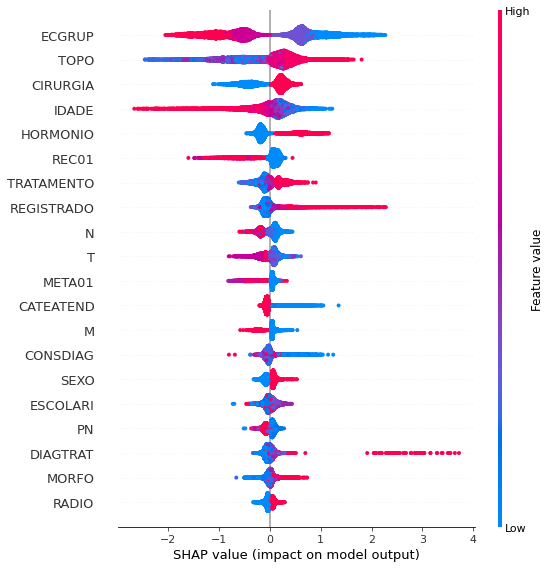 High
ECGRUP
TOPO
CIRURGIA
IDADE
HORMONIO
REC01
TRATAMENTO
REGISTRADO
N
T
META01
CATEATEND
M
CONSDIAG
SEXO
ESCOLARI
PN
DIAGTRAT
MORFO
RADIO
Feature value
Low
−2 −1 0 1 2 3 4
SHAP value (impact on model output)